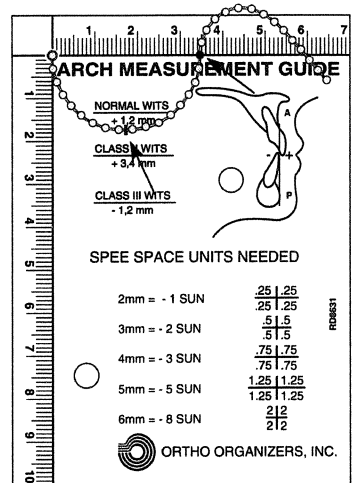 1 2 3 4 5 6 7
ARCH MEASUREMENT GUIDE
1
2
3
4
5
6
7
8
9
10
NORMAL WITS
+ 1,2 mm
CLASS II WITS
+ 3,4 mm
CLASS III WITS
- 1,2 mm
A
- +
P
SPEE SPACE UNITS NEEDED
2mm = - 1 SUN .25 .25
.25 .25
3mm = - 2 SUN .5 .5
.5 .5
4mm = - 3 SUN .75 .75
.75 .75
5mm = - 5 SUN 1.25 1.25
1.25 1.25
6mm = - 8 SUN 2 2
2 2
RD8631
ORTHO ORGANIZERS, INC.